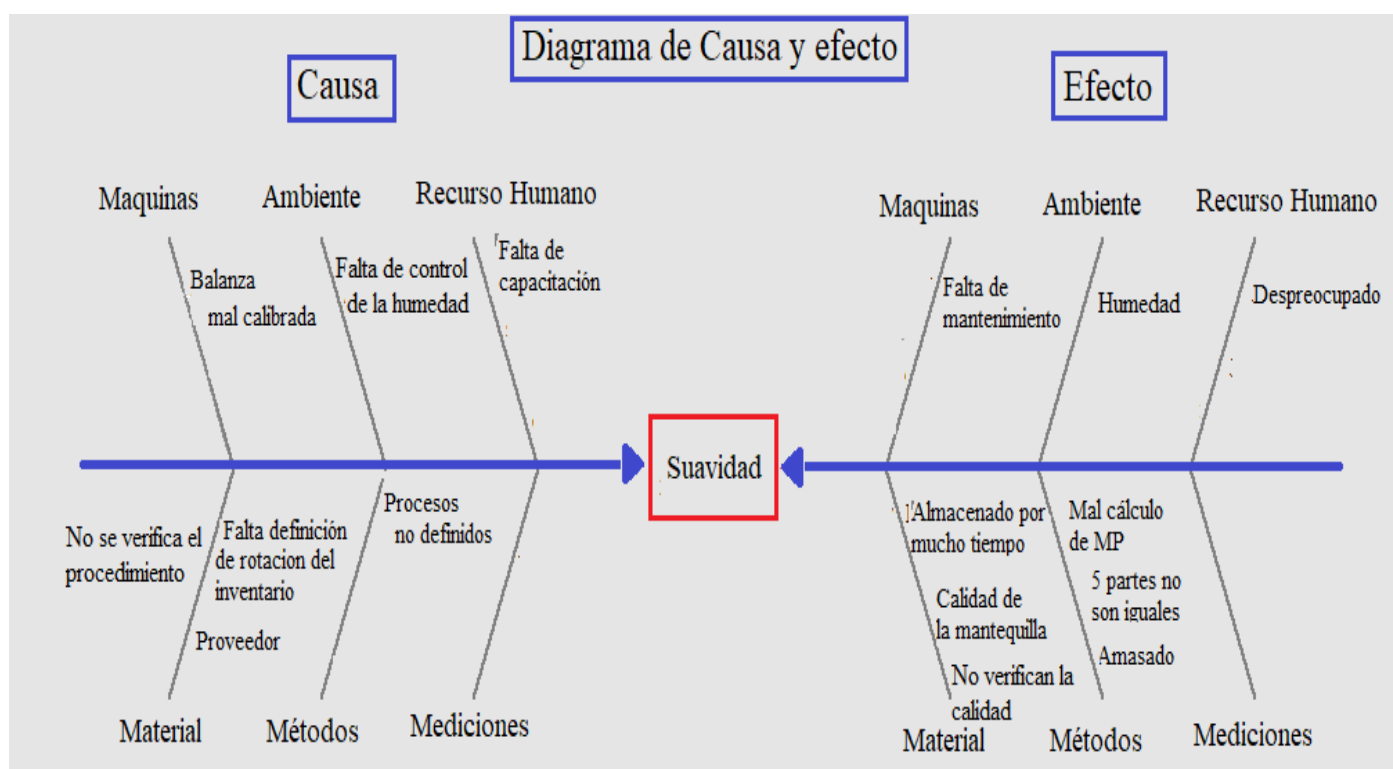 Diagrama de Causa y efecto
Causa
Efecto
Maquinas
Ambiente
Recurso Humano
Balanza
mal calibrada
Falta de control
de la humedad
Falta de
capacitación
Maquinas
Ambiente
Recurso Humano
Falta de
mantenimiento
Humedad
Despreocupado
Suavidad
No se verifica el
procedimiento
Falta definición
de rotacion del
inventario
Proveedor
Procesos
no definidos
Material
Métodos
Mediciones
Almacenado por
mucho tiempo
Calidad de
la mantequilla
No verifican la
calidad
Mal cálculo
de MP
5 partes no
son iguales
Amasado
Material
Métodos
Mediciones